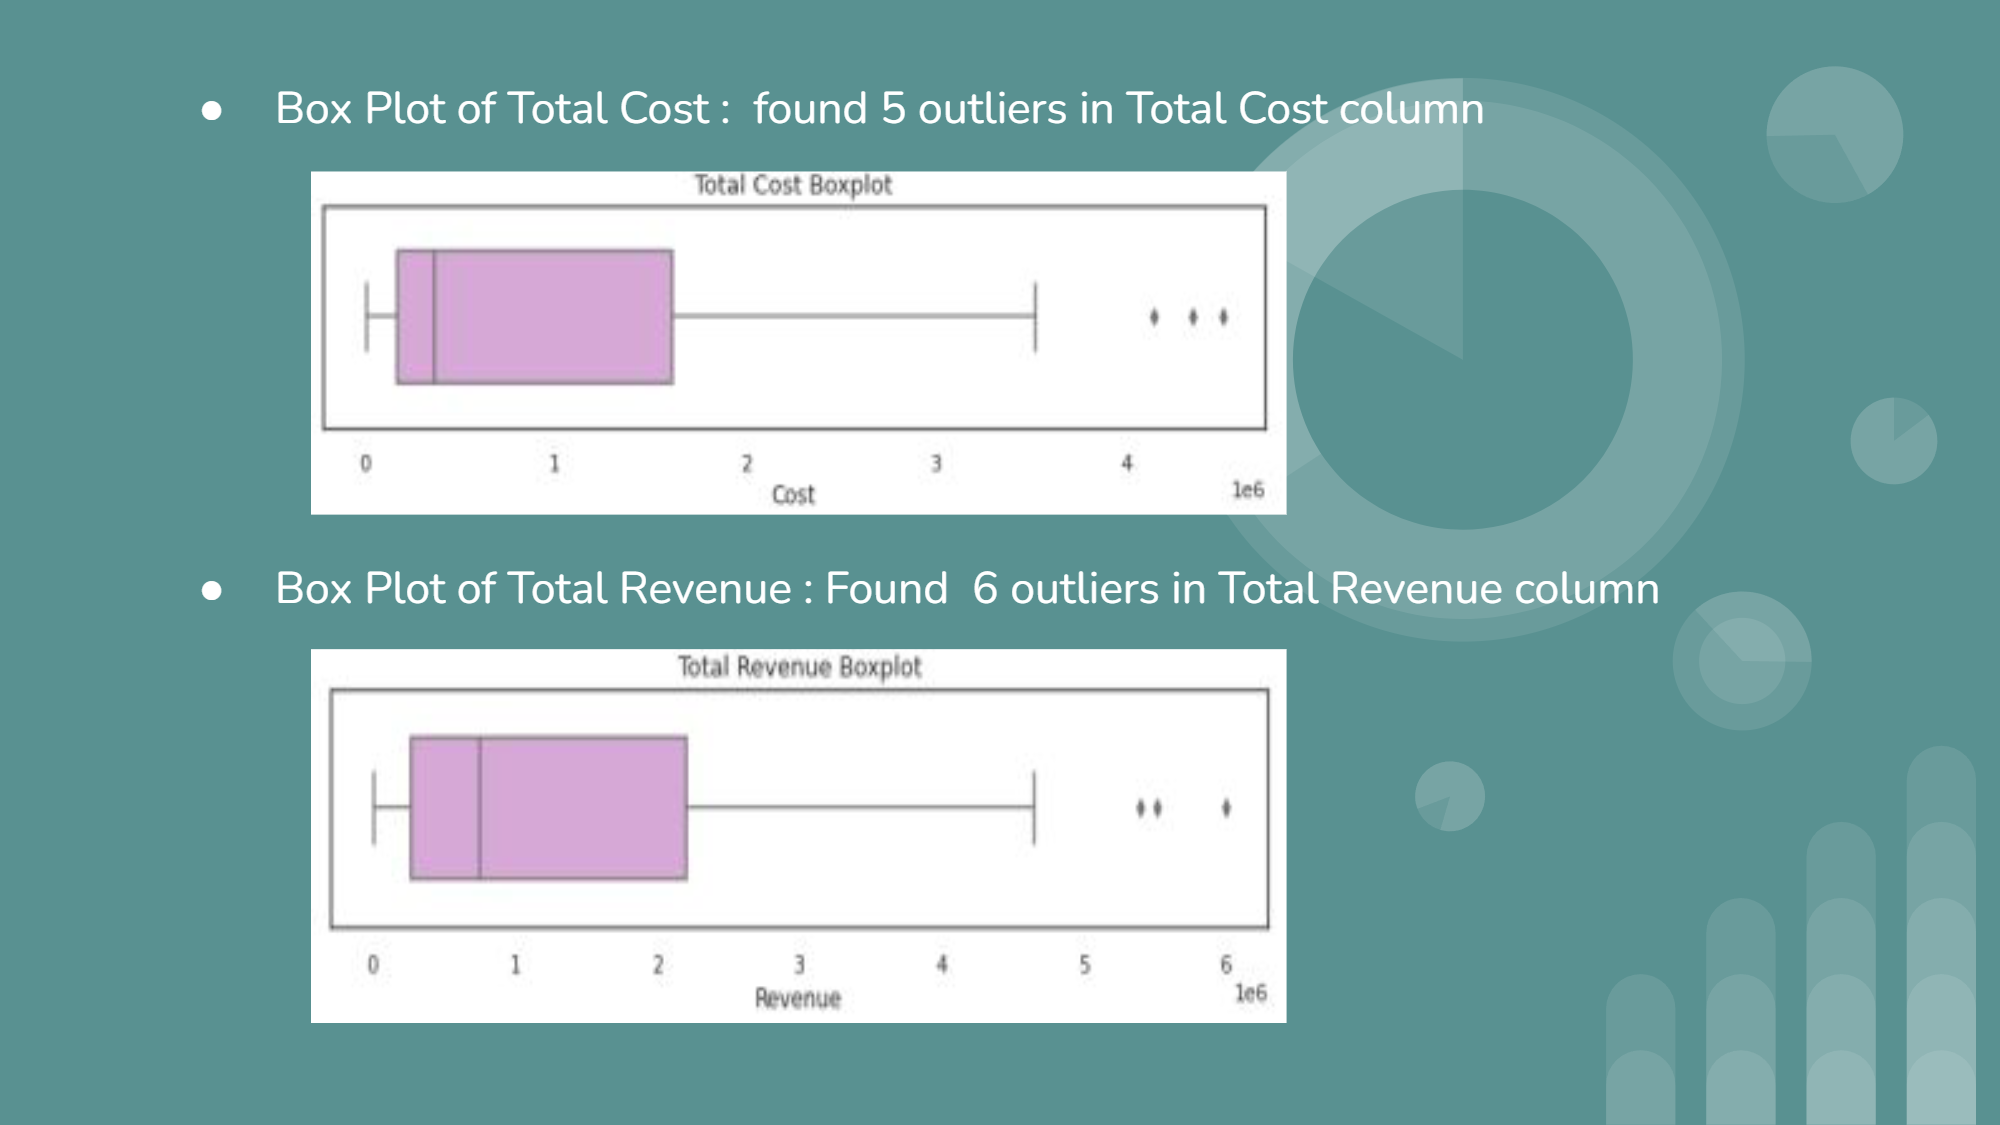 ● Box Plot of Total Cost :  found 5 outliers in Total Cost column
Total Cost Boxplot
0 1 2 3 4
Cost
1e6
● Box Plot of Total Revenue : Found  6 outliers in Total Revenue column
Total Revenue Boxplot
0 1 2 3 4 5 6
Revenue
1e6